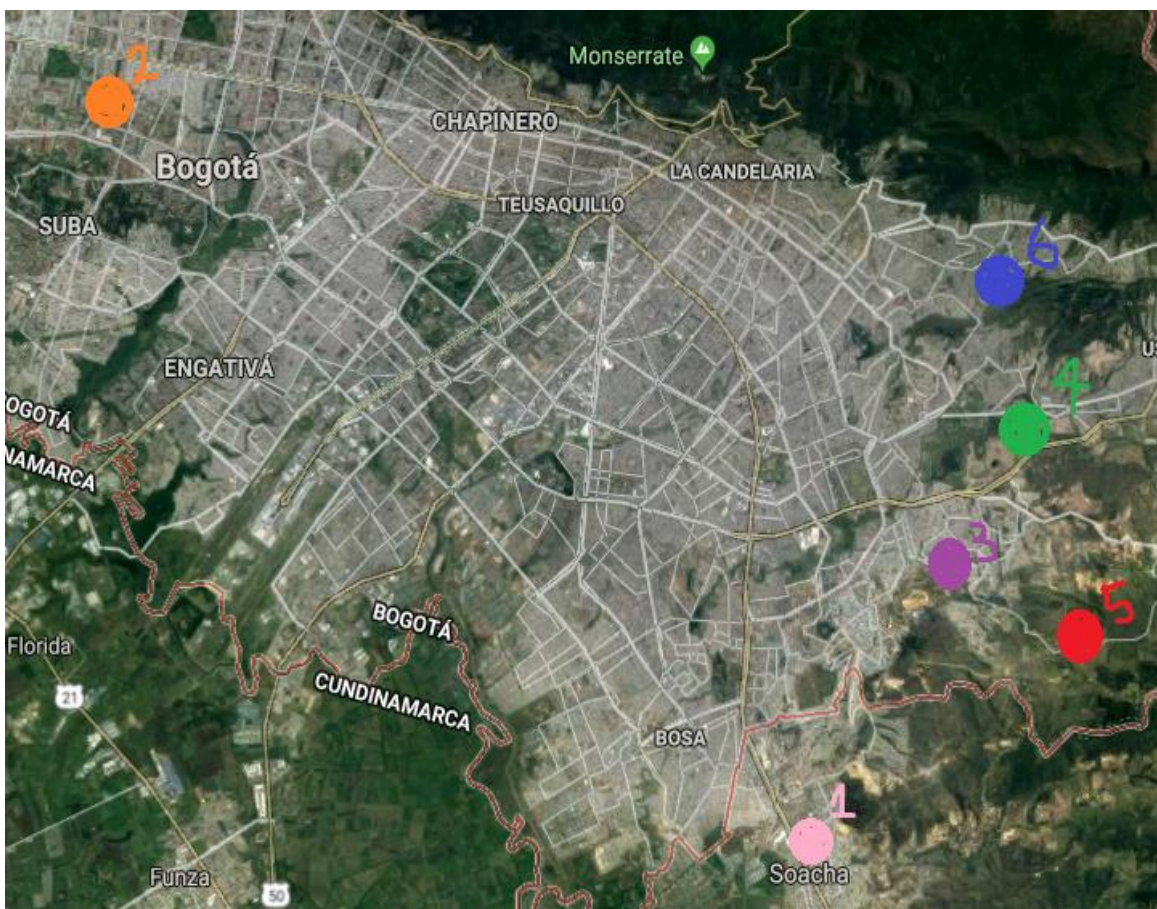 2
Monserrate
CHAPINERO
Bogotá
LA CANDELARIA
TEUSAQUILLO
SUBA
6
ENGATIVÁ
4
BOGOTÁ
NAMARCA
3
BOGOTÁ
5
Florida
CUNDINAMARCA
21
BOSA
1
Soacha
Funza
50